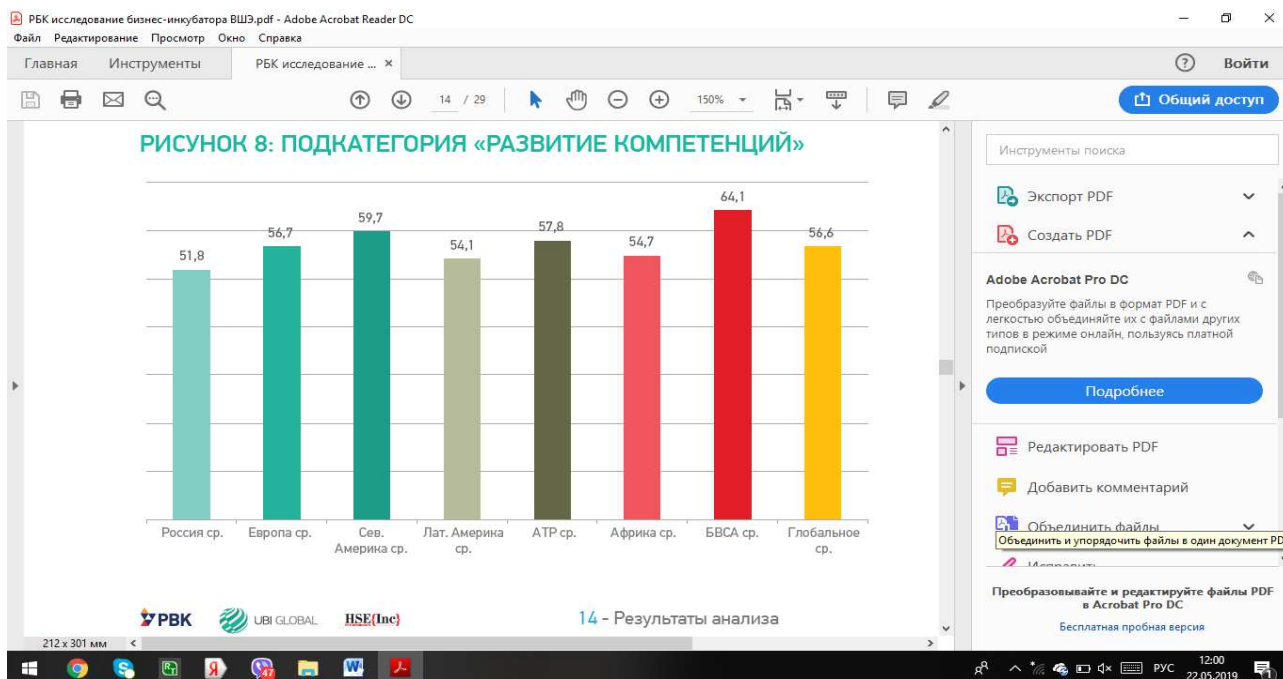 РБК исследование бизнес-инкубатора ВШЭ.pdf - Adobe Acrobat Reader DC
Файл Редактирование Просмотр Окно Справка
Главная Инструменты РБК исследование ... × Войти
14 / 29 150% Общий доступ
РИСУНОК 8: ПОДКАТЕГОРИЯ «РАЗВИТИЕ КОМПЕТЕНЦИЙ»
51,8 56,7 59,7 54,1 57,8 54,7 64,1 56,6
Россия ср. Европа ср. Сев. Америка ср. Лат. Америка ср. АТР ср. Африка ср. БВСА ср. Глобальное ср.
РВК UBI GLOBAL HSE{Inc} 14 - Результаты анализа
212 x 301 мм
Инструменты поиска
Экспорт PDF
Создать PDF
Adobe Acrobat Pro DC
Преобразуйте файлы в формат PDF и с
легкостью объединяйте их с файлами других
типов в режиме онлайн, пользуясь платной
подпиской
Подробнее
Редактировать PDF
Добавить комментарий
Объединить файлы
Объединить и упорядочить файлы в один документ PD
Преобразовывайте и редактируйте файлы PDF
в Acrobat Pro DC
Бесплатная пробная версия
47
РУС
12:00
22.05.2019